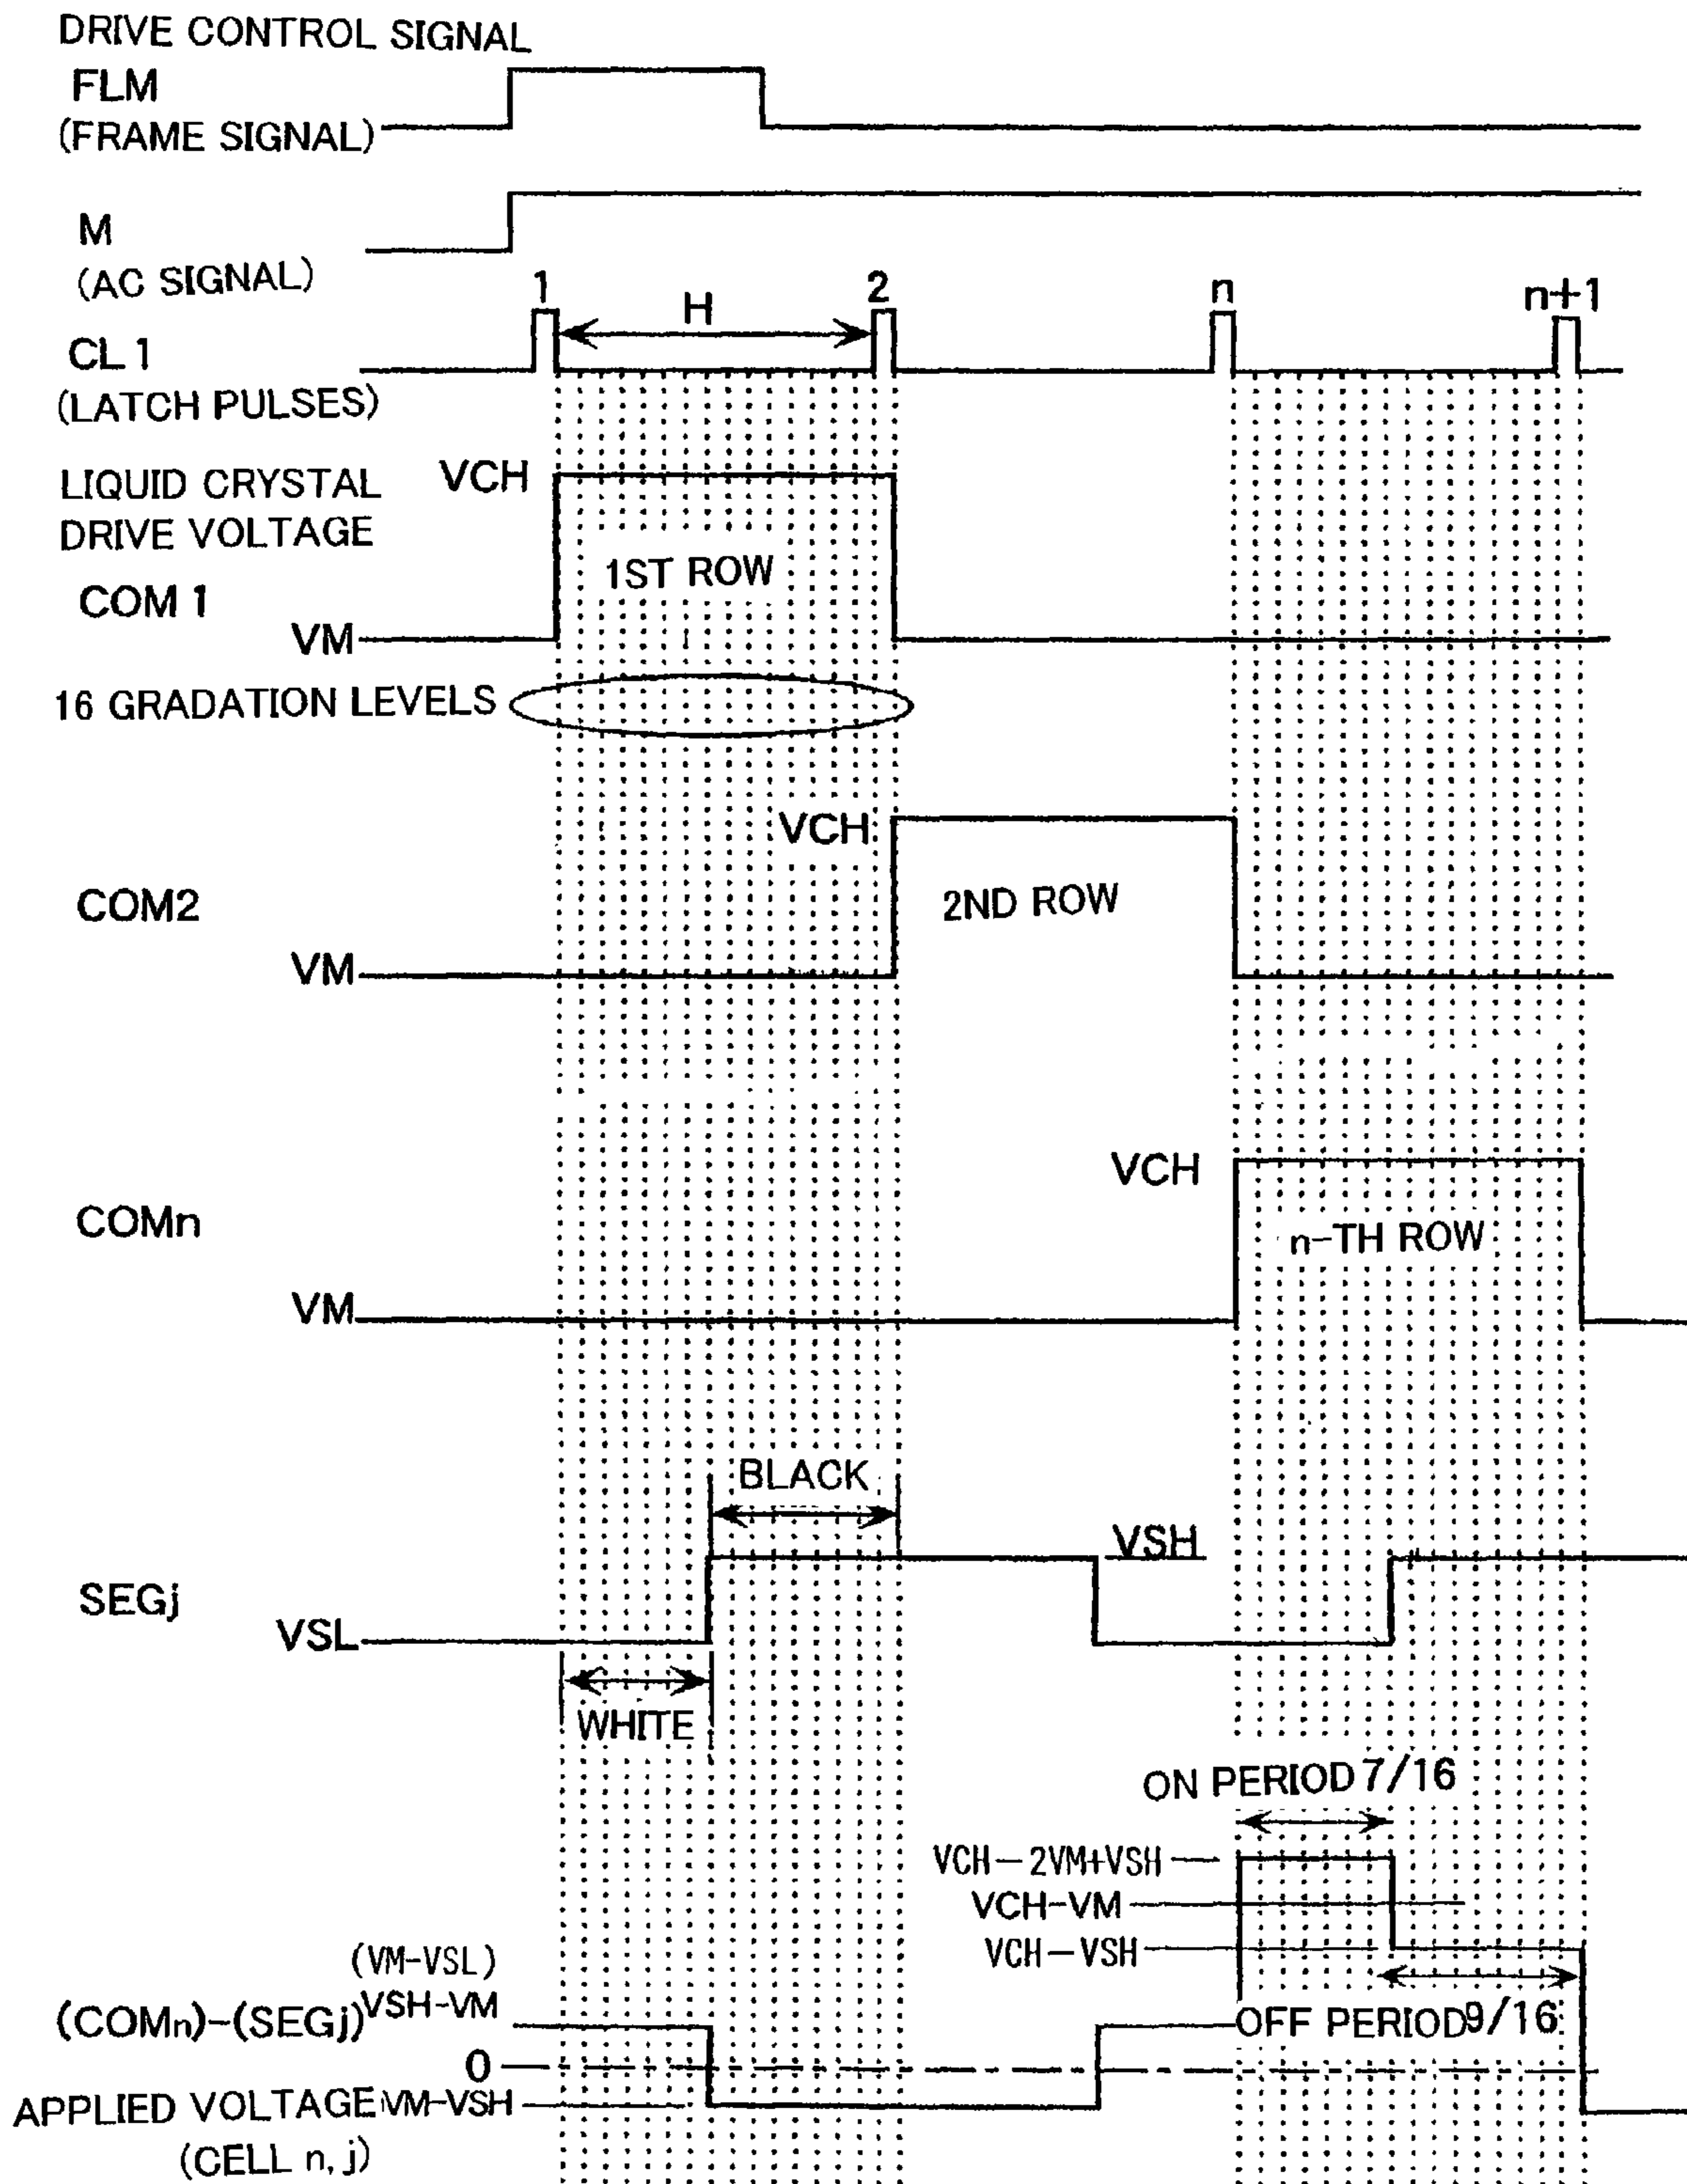 DRIVE CONTROL SIGNAL
FLM
(FRAME SIGNAL)
M
(AC SIGNAL)
1
H
2
n
n+1
CL1
(LATCH PULSES)
LIQUID CRYSTAL
DRIVE VOLTAGE
VCH
1ST ROW
COM 1
VM
16 GRADATION LEVELS
VCH
COM2
2ND ROW
VM
VCH
COMn
n-TH ROW
VM
BLACK
VSH
SEGj
VSL
WHITE
ON PERIOD 7/16
VCH-2VM+VSH
VCH-VM
VCH-VSH
(VM-VSL)
(COMn)-(SEGj) VSH-VM
OFF PERIOD 9/16
0
APPLIED VOLTAGE VM-VSH
(CELL n, j)